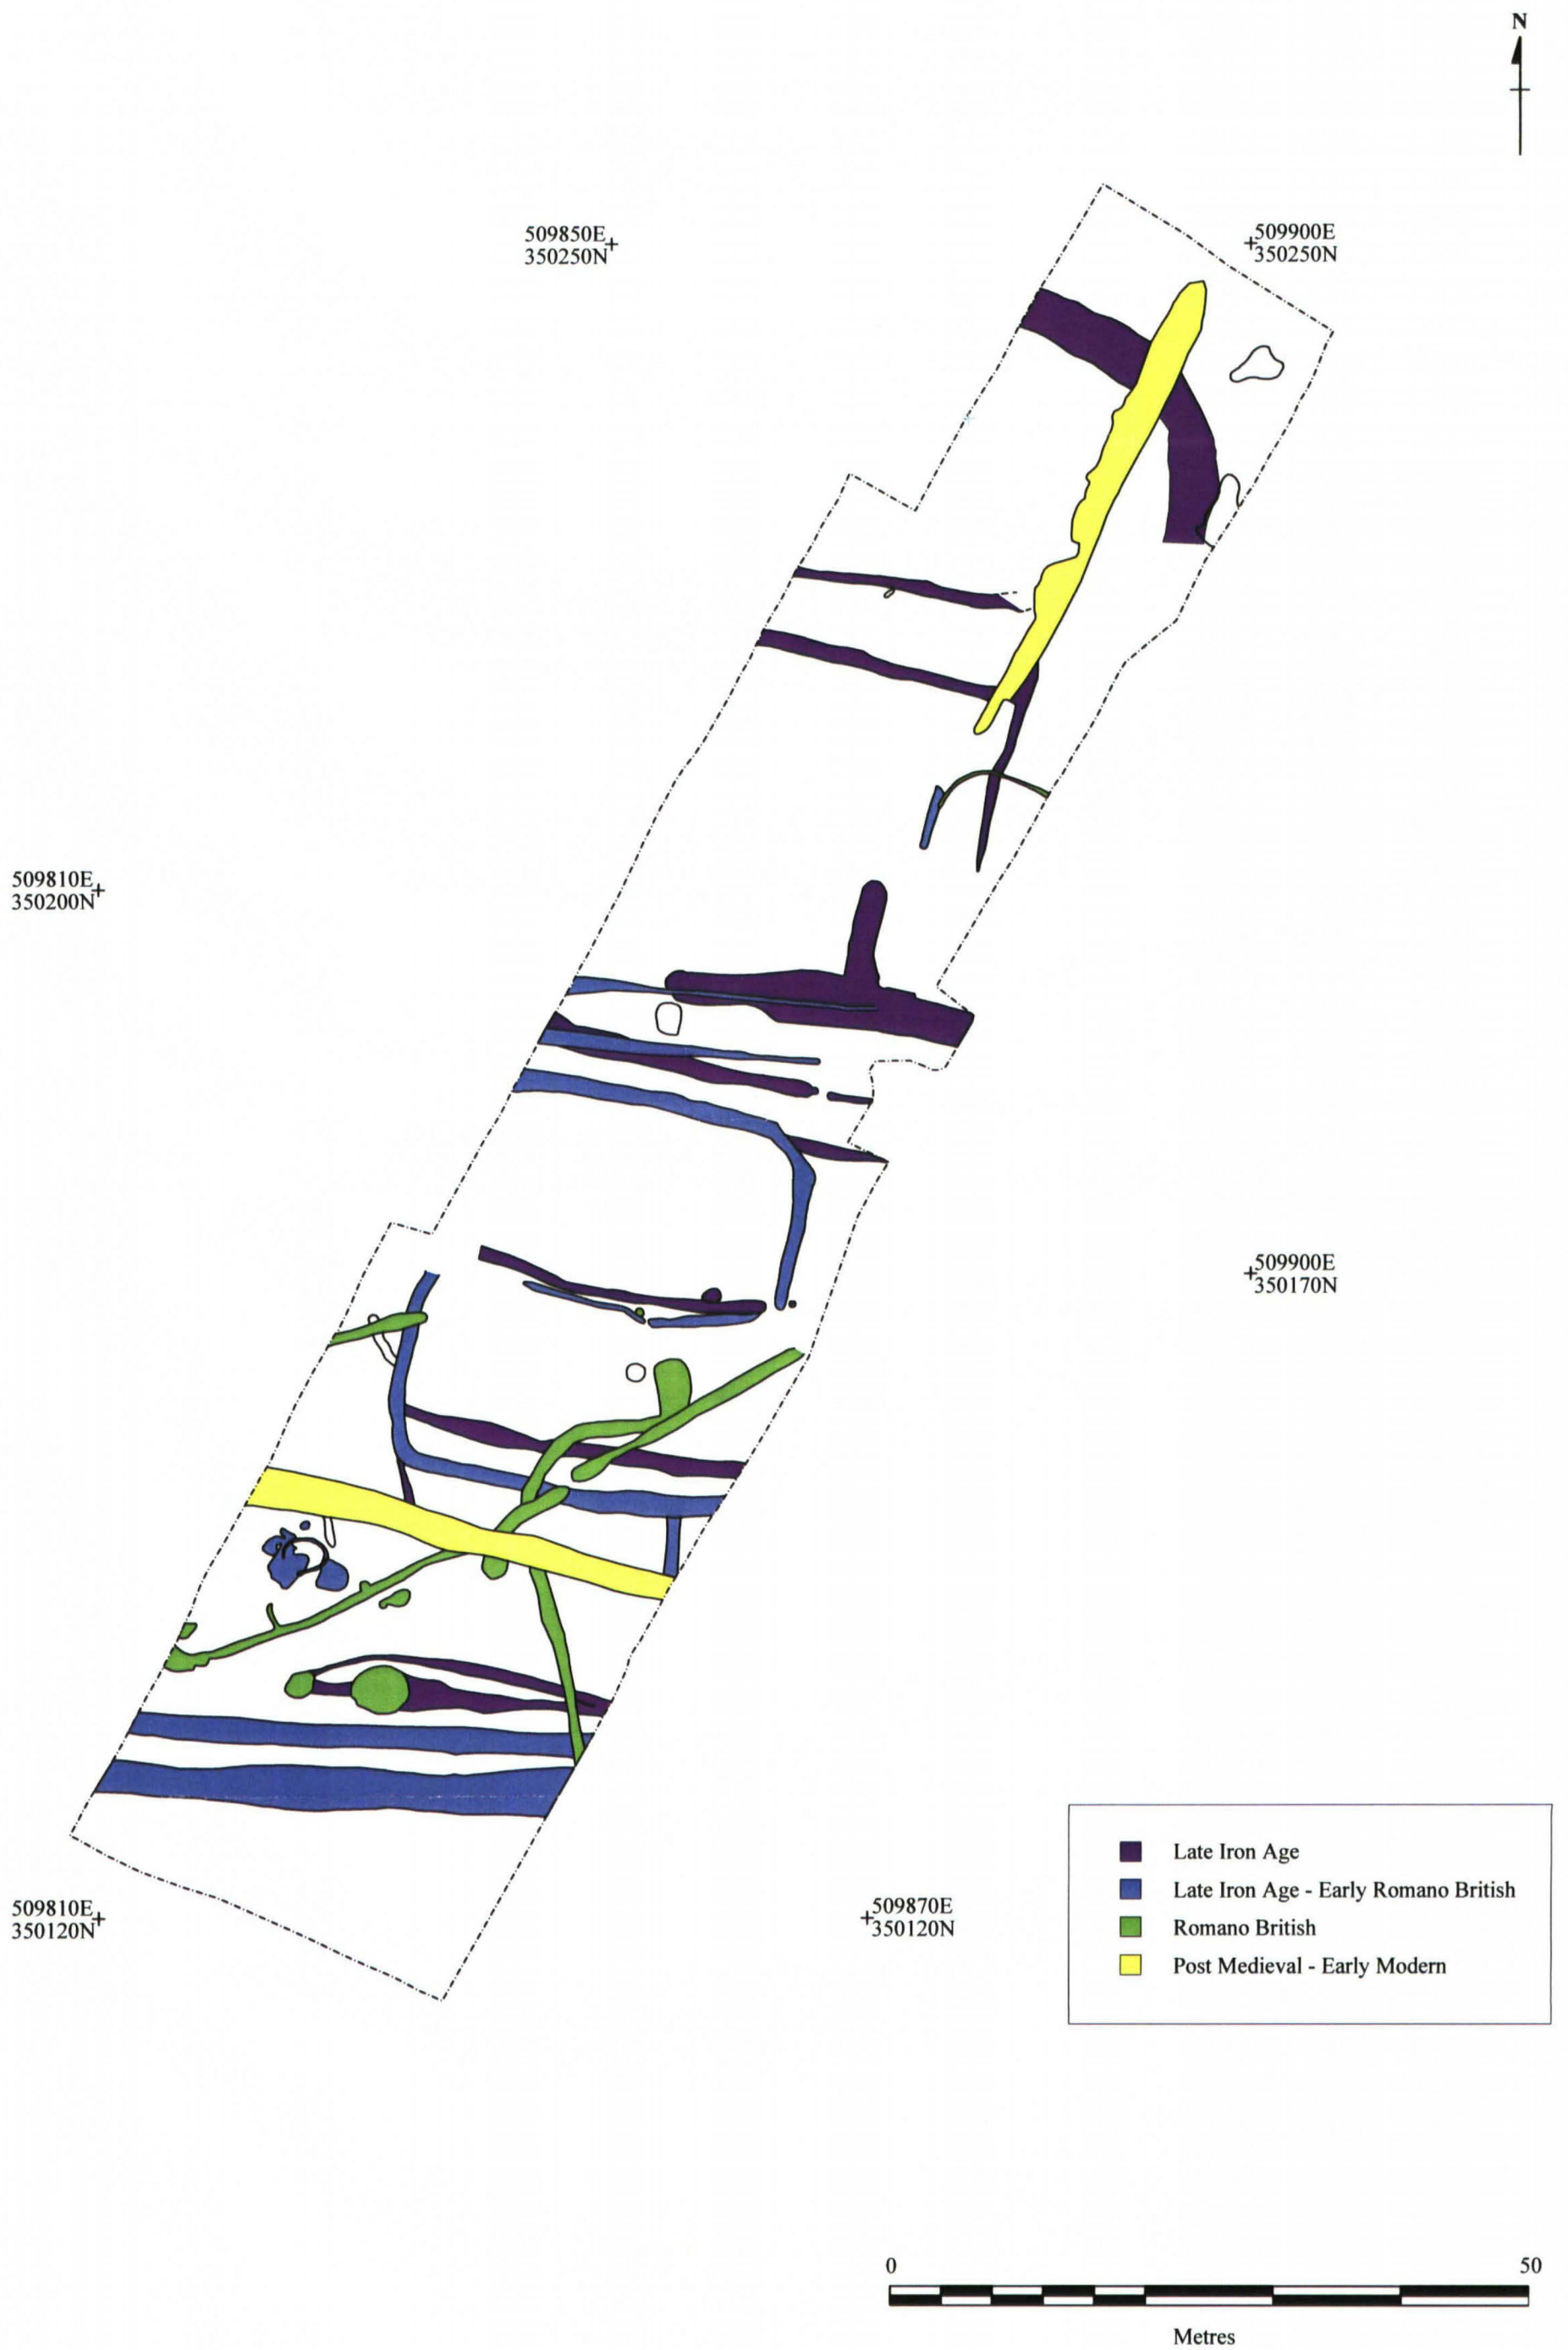 N
509850E
350250N
509900E
350250N
509810E
350200N
509900E
350170N
509810E
350120N
509870E
350120N
Late Iron Age
Late Iron Age - Early Romano British
Romano British
Post Medieval - Early Modern
0 50
Metres